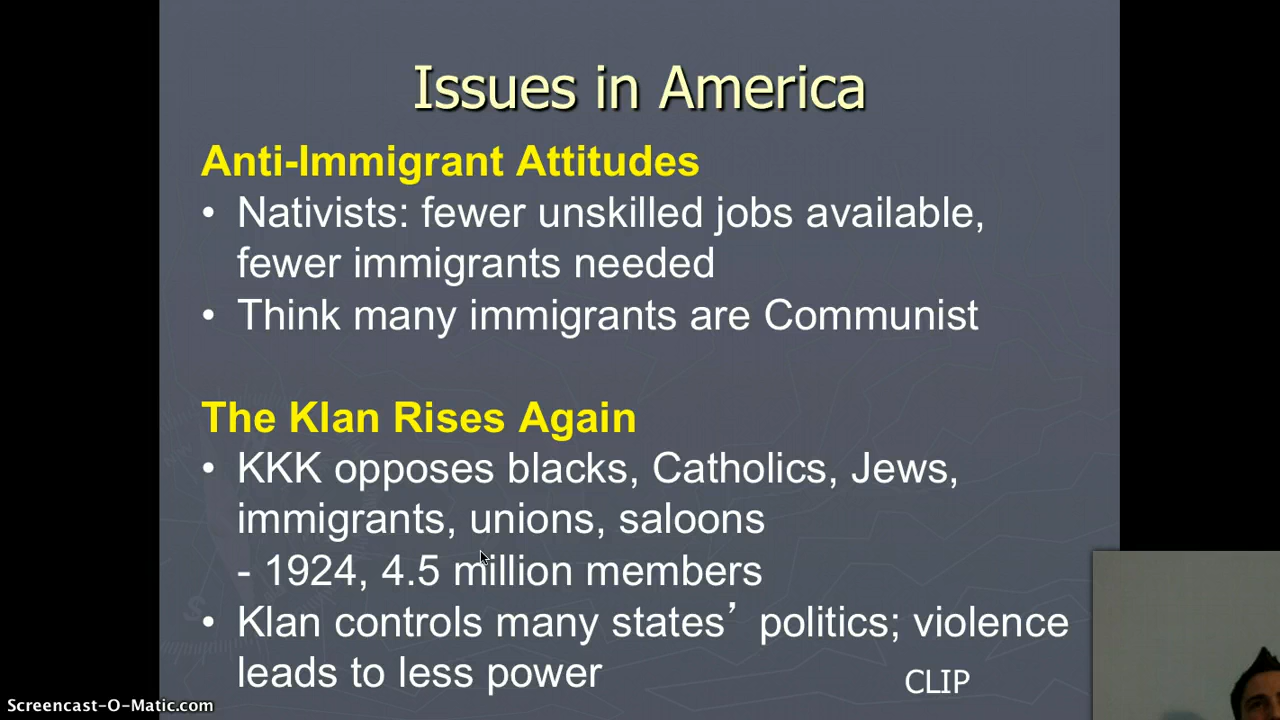 Issues in America
Anti-Immigrant Attitudes
• Nativists: fewer unskilled jobs available,
fewer immigrants needed
• Think many immigrants are Communist
The Klan Rises Again
• KKK opposes blacks, Catholics, Jews,
immigrants, unions, saloons
- 1924, 4.5 million members
• Klan controls many states’ politics; violence
leads to less power
CLIP
Screencast-O-Matic.com